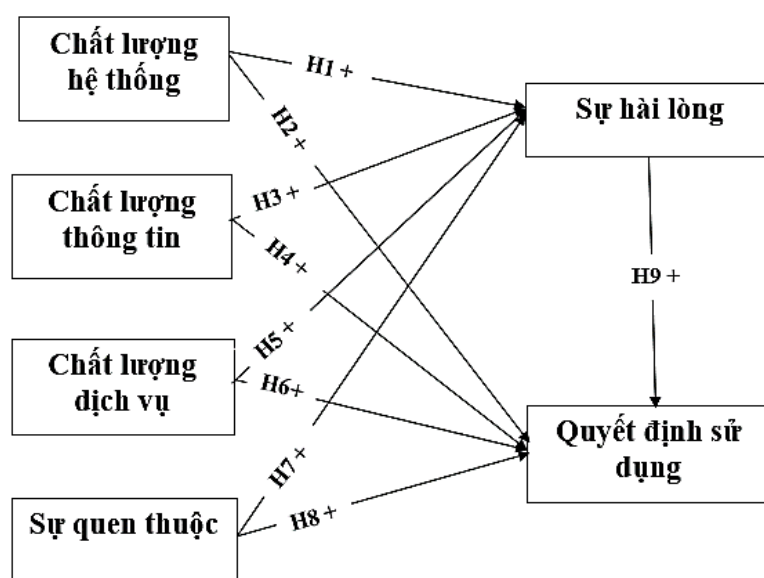 Chất lượng
hệ thống
H1 +
Sự hài lòng
H2 +
Chất lượng
thông tin
H3 +
H4 +
H9 +
Chất lượng
dịch vụ
H5 +
H6+
Quyết định sử
dụng
H7 +
Sự quen thuộc
H8 +